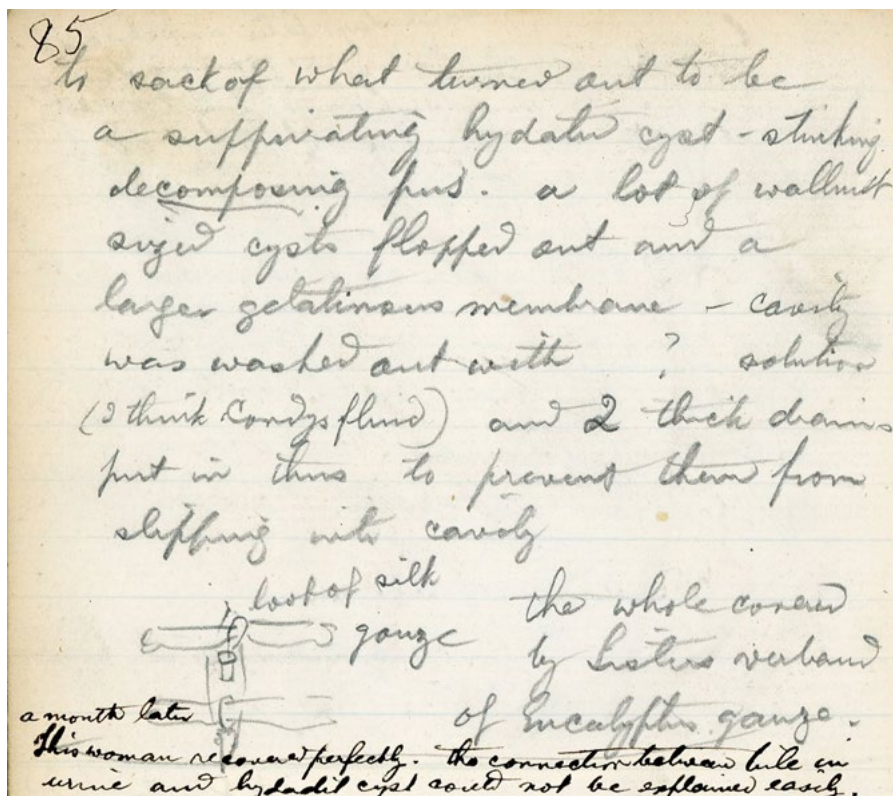 85
to sack of what turned out to be
a suppurating hydatid cyst - stinking
decomposing pus. a lot of wallnut
sized cysts flopped out and a
large gelatinous membrane - cavity
was washed out with ? solution
(I think Condys fluid) and 2 thick drains
put in thus to prevent them from
slipping into cavity
loop of silk
gauze
the whole covered
by Sisters verband
of Eucalyptus gauze.
a month later
This woman recovered perfectly. the connection between bile in
urine and hydadit cyst could not be explained easily.